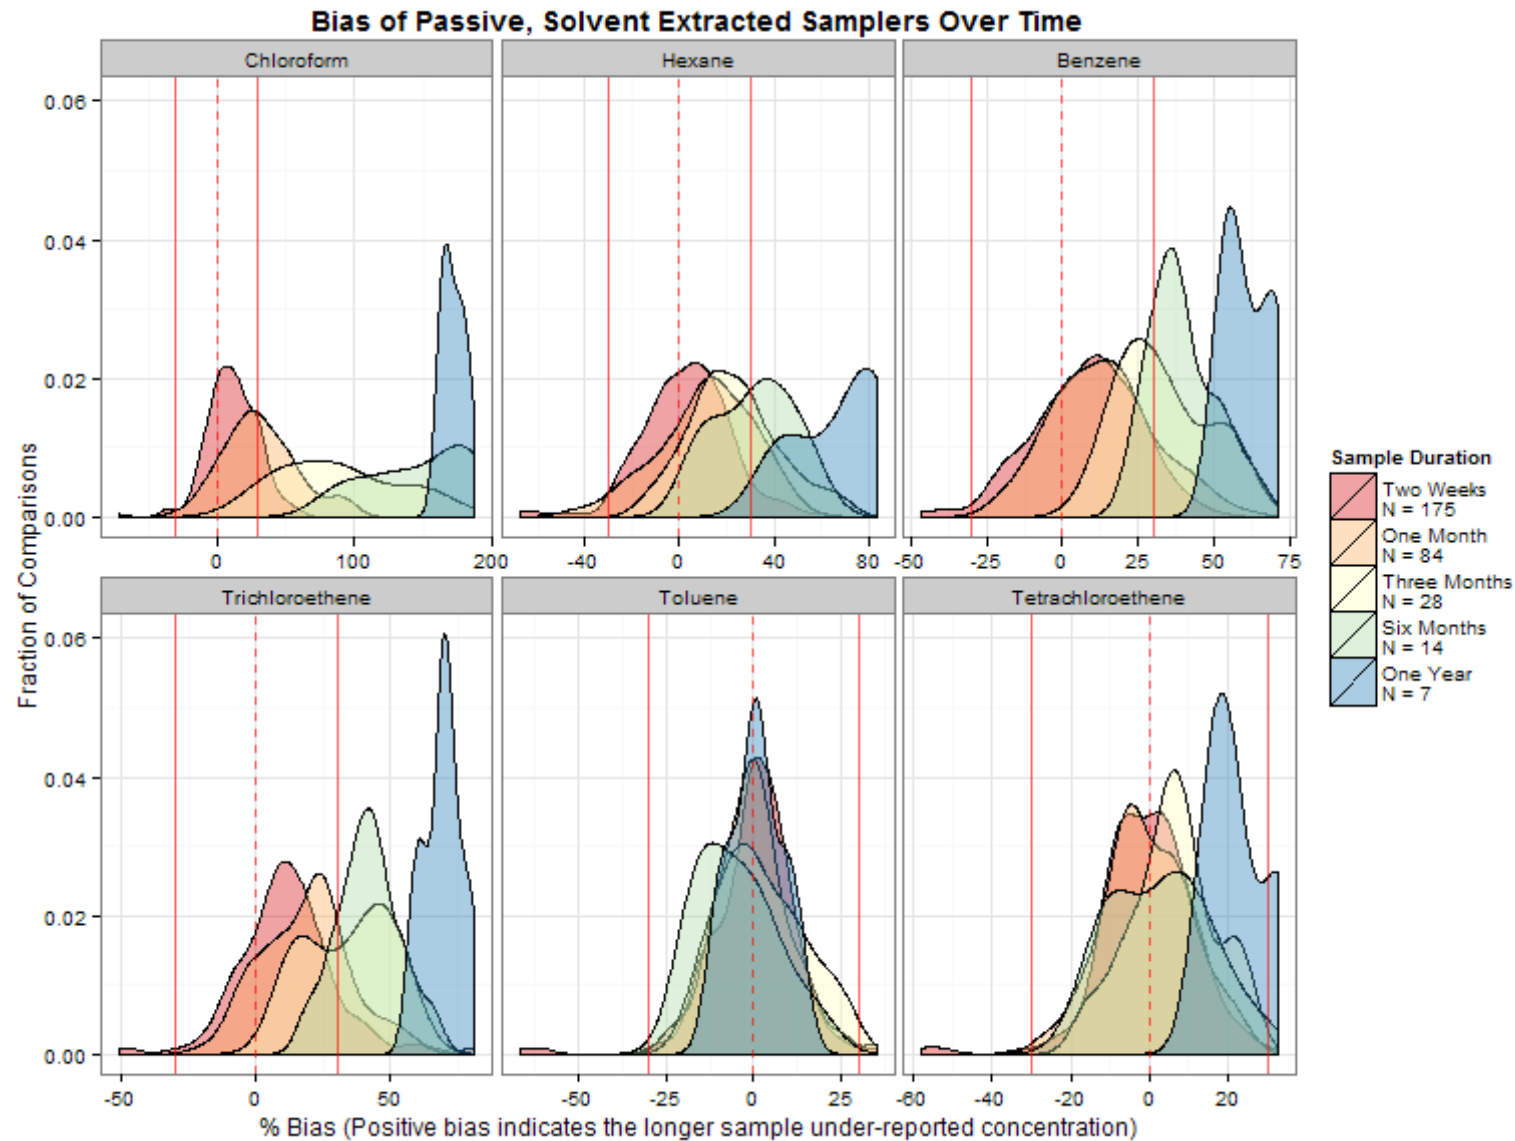 Bias of Passive, Solvent Extracted Samplers Over Time
Chloroform
Hexane
Benzene
0.06
0.04
0.02
0.00
0 100 200
-40 0 40 80
-50 -25 0 25 50 75
Fraction of Comparisons
Trichloroethene
Toluene
Tetrachloroethene
0.06
0.04
0.02
0.00
-50 0 50
-50 -25 0 25
-60 -40 -20 0 20
% Bias (Positive bias indicates the longer sample under-reported concentration)
Sample Duration
Two Weeks
N = 175
One Month
N = 84
Three Months
N = 28
Six Months
N = 14
One Year
N = 7